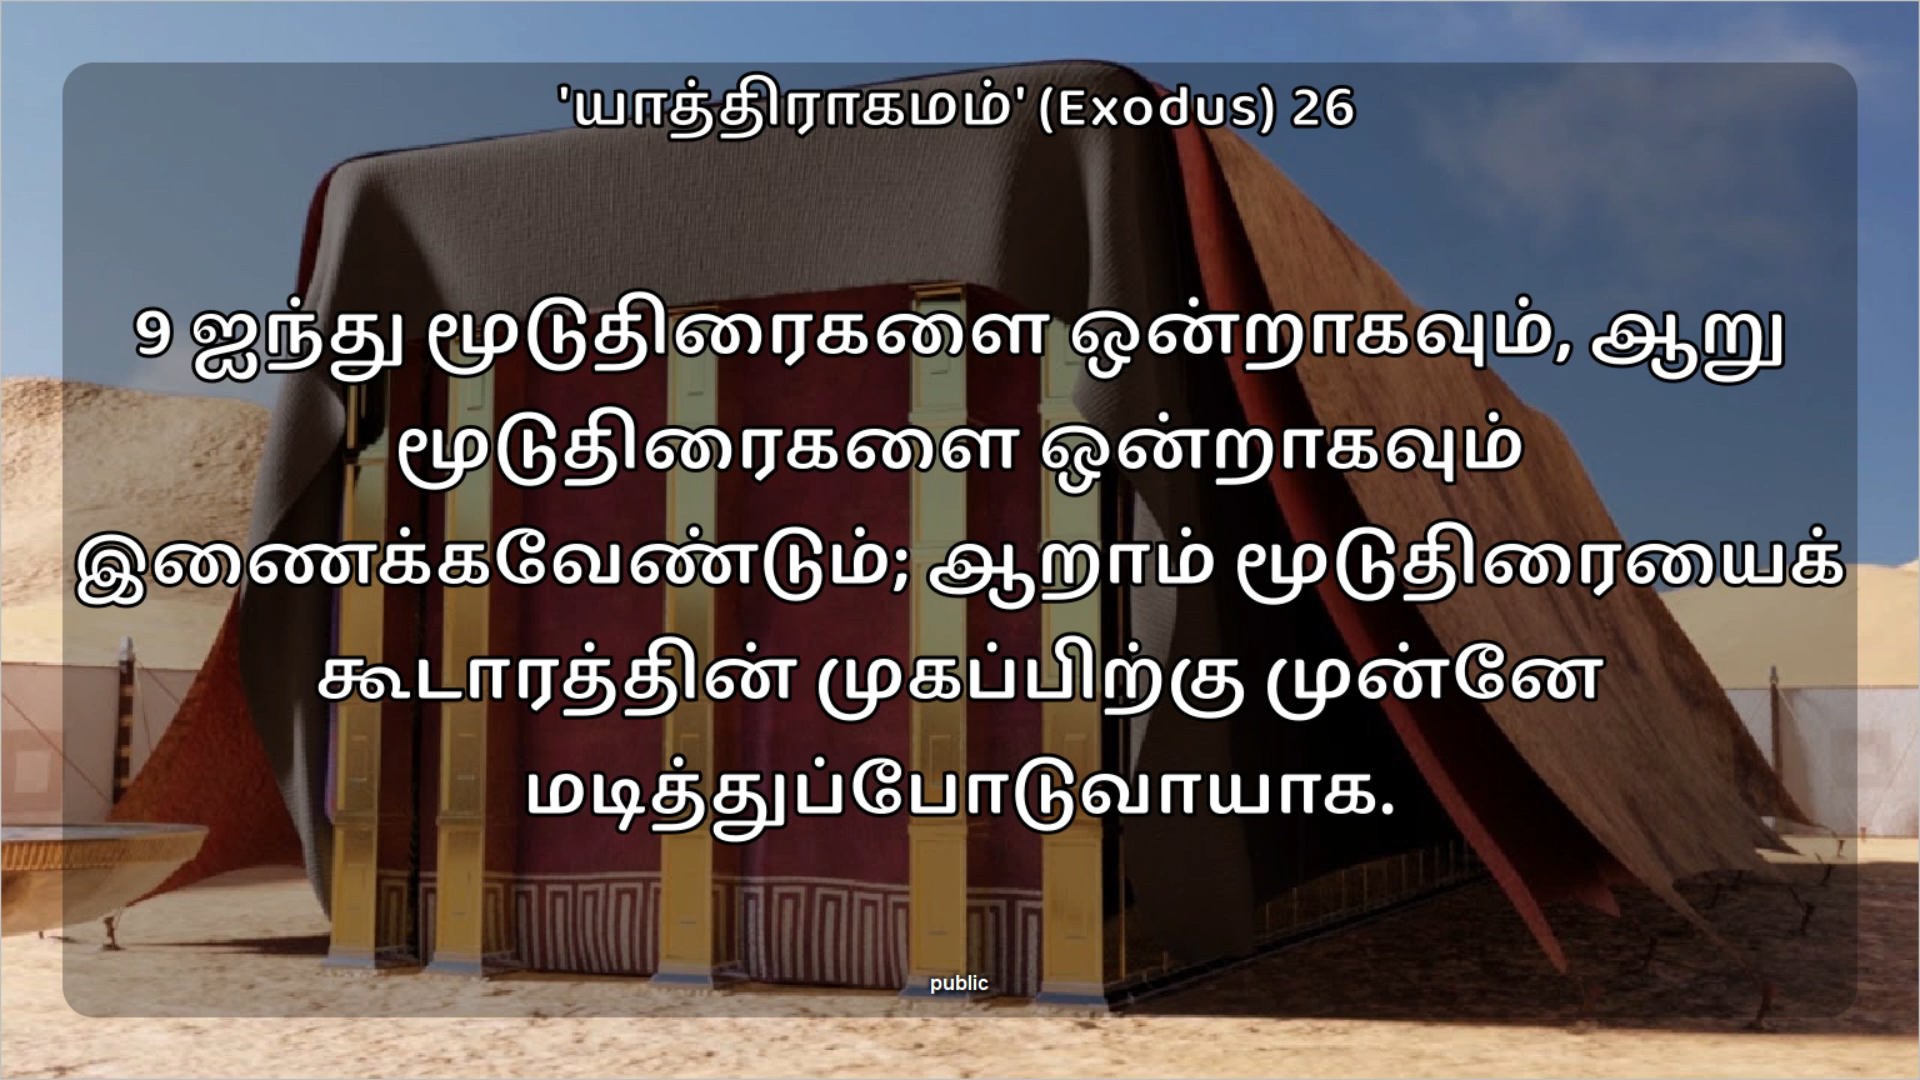 'யாத்திராகமம்' (Exodus) 26
9 ஐந்து மூடுதிரைகளை ஒன்றாகவும், ஆறு
மூடுதிரைகளை ஒன்றாகவும்
இணைக்கவேண்டும்; ஆறாம் மூடுதிரையைக்
கூடாரத்தின் முகப்பிற்கு முன்னே
மடித்துப்போடுவாயாக.
public